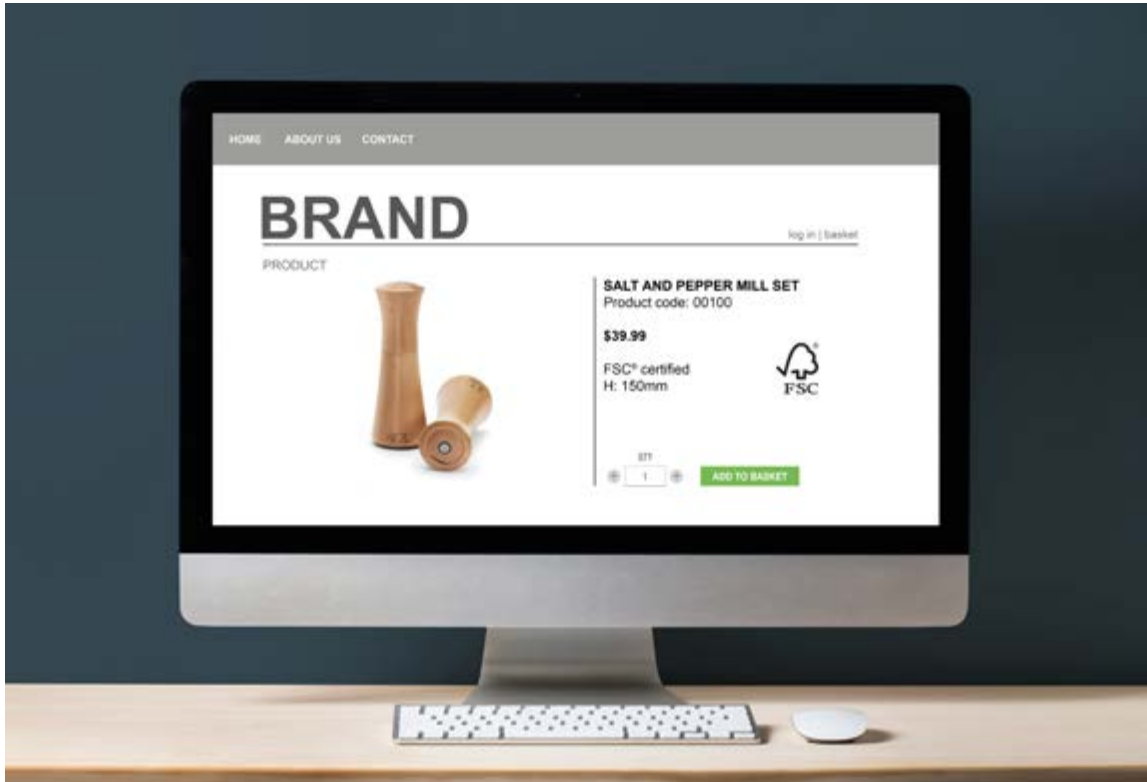 HOME ABOUT US CONTACT
BRAND
log in | basket
PRODUCT
SALT AND PEPPER MILL SET
Product code: 00100
$39.99
FSC® certified
H: 150mm
®
FSC
QTY
1
ADD TO BASKET